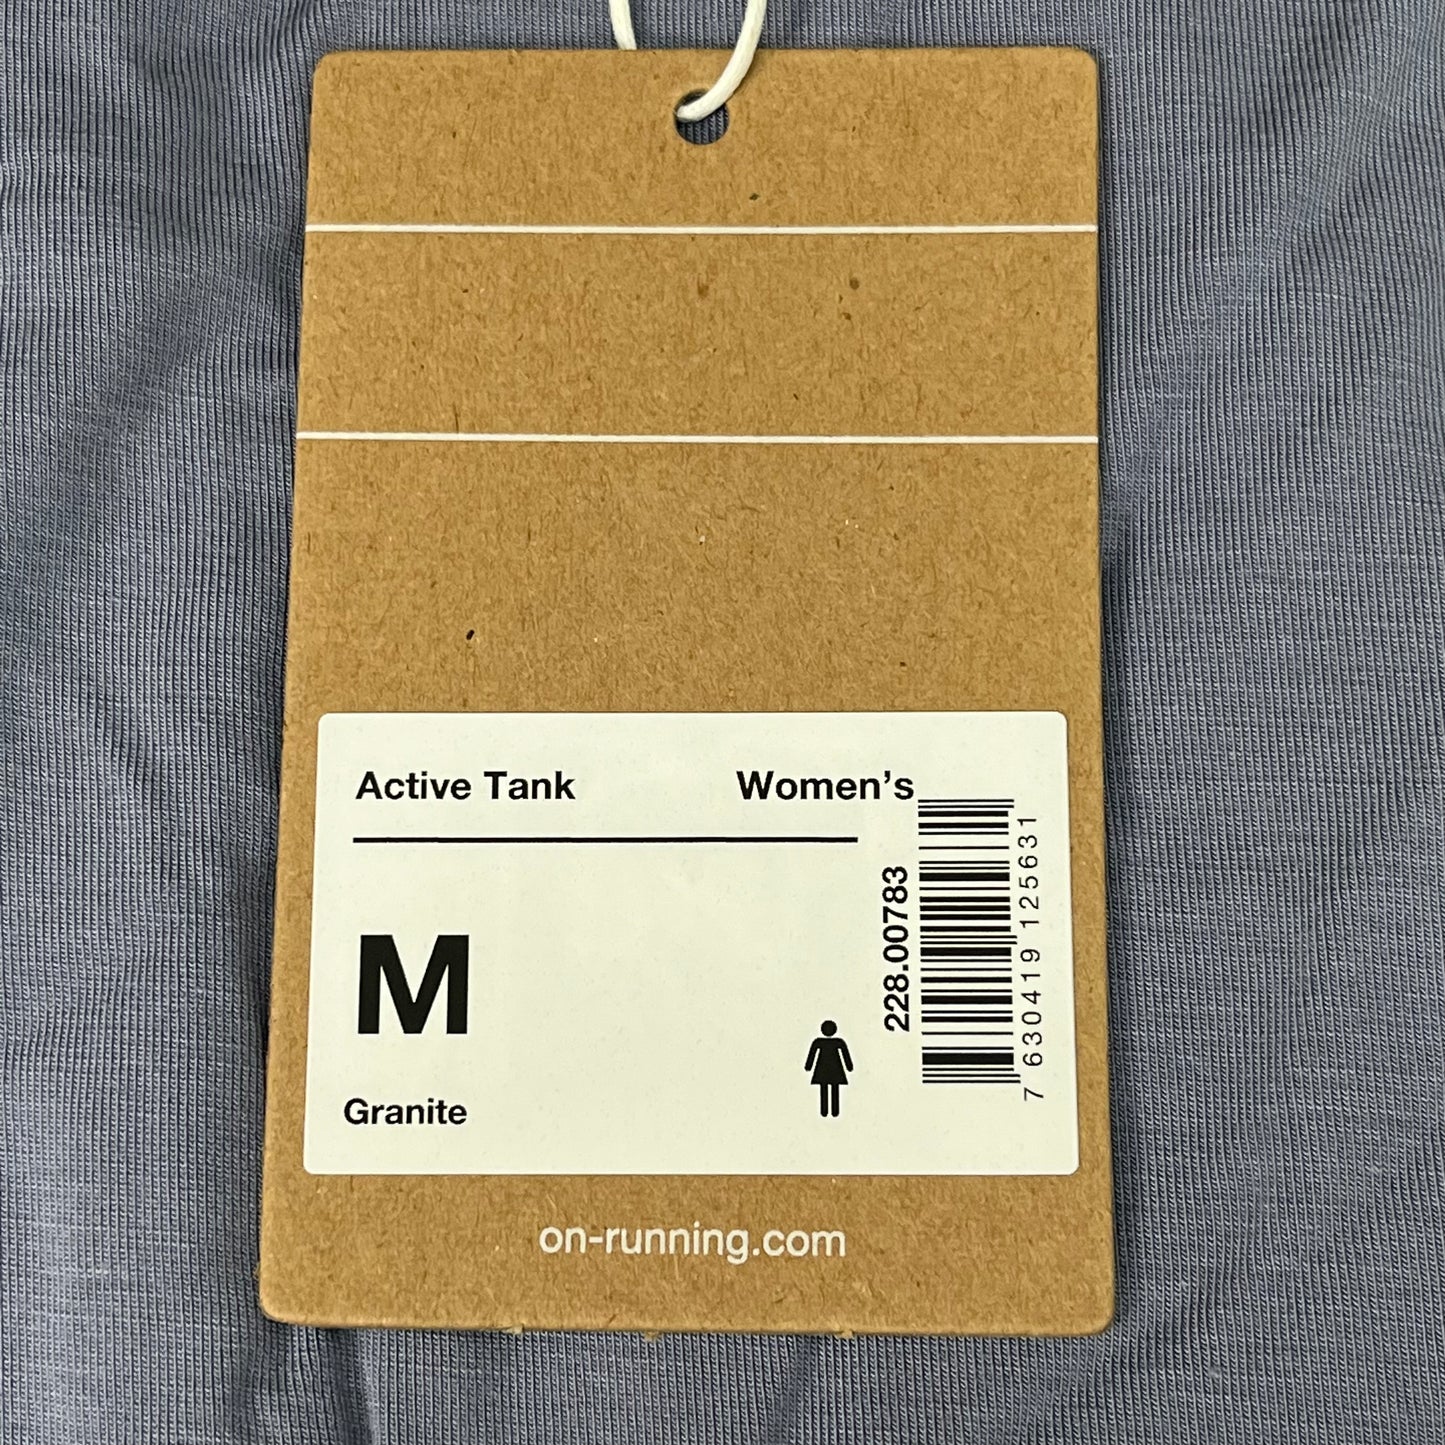 Active Tank Women’s
M
Granite
228.00783
7 630419 125631
on-running.com